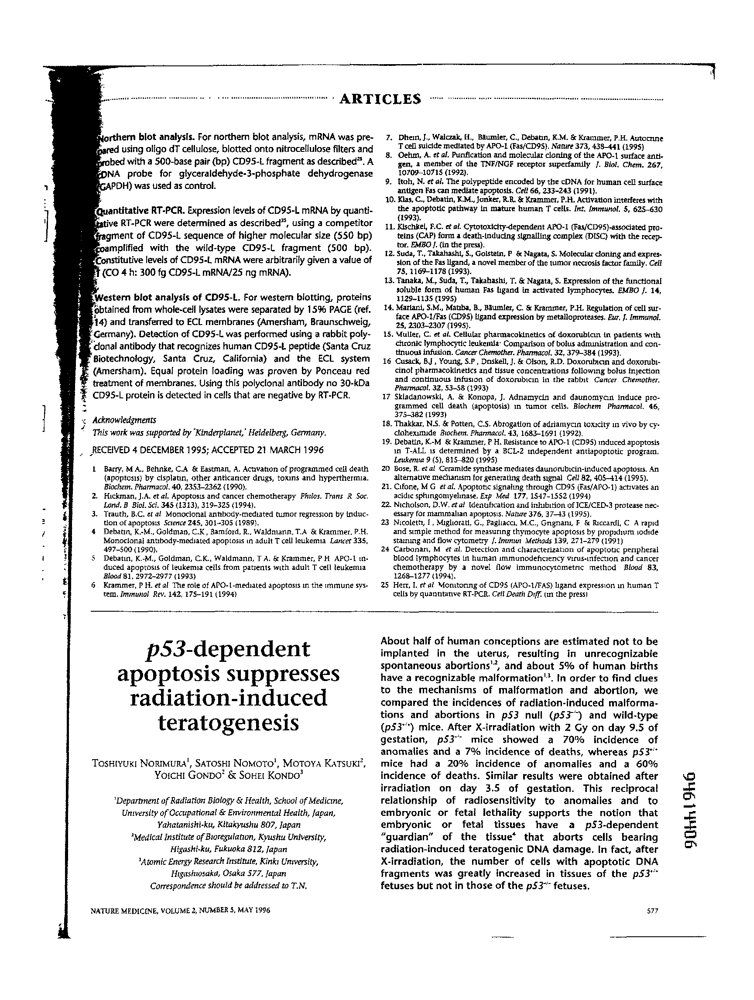 ARTICLES
Northern blot analysis. For northern blot analysis, mRNA was pre-
pared using oligo dT cellulose, blotted onto nitrocellulose filters and
probed with a 500-base pair (bp) CD95-L fragment as described²⁵. A
cDNA probe for glyceraldehyde-3-phosphate dehydrogenase
(GAPDH) was used as control.
Quantitative RT-PCR. Expression levels of CD95-L mRNA by quanti-
tative RT-PCR were determined as described²⁵, using a competitor
fragment of CD95-L sequence of higher molecular size (550 bp)
coamplified with the wild-type CD95-L fragment (500 bp).
Constitutive levels of CD95-L mRNA were arbitrarily given a value of
1 (CO 4 h: 300 fg CD95-L mRNA/25 ng mRNA).
Western blot analysis of CD95-L. For western blotting, proteins
obtained from whole-cell lysates were separated by 15% PAGE (ref.
14) and transferred to ECL membranes (Amersham, Braunschweig,
Germany). Detection of CD95-L was performed using a rabbit poly-
clonal antibody that recognizes human CD95-L peptide (Santa Cruz
Biotechnology, Santa Cruz, California) and the ECL system
(Amersham). Equal protein loading was proven by Ponceau red
treatment of membranes. Using this polyclonal antibody no 30-kDa
CD95-L protein is detected in cells that are negative by RT-PCR.
Acknowledgments
This work was supported by 'Kinderplanet,' Heidelberg, Germany.
RECEIVED 4 DECEMBER 1995; ACCEPTED 21 MARCH 1996
1 Barry, M A., Behnke, C.A & Eastman, A. Activation of programmed cell death
(apoptosis) by cisplatin, other anticancer drugs, toxins and hyperthermia.
Biochem. Pharmacol. 40, 2353-2362 (1990).
2. Hickman, J.A. et al. Apoptosis and cancer chemotherapy Philos. Trans R Soc.
Lond. B Biol. Sci. 345 (1313), 319-325 (1994).
3. Trauth, B.C. et al Monoclonal antibody-mediated tumor regression by induc-
tion of apoptosis Science 245, 301-305 (1989).
4 Debatin, K.-M., Goldman, C.K, Bamford, R., Waldmann, T.A & Krammer, P.H.
Monoclonal antibody-mediated apoptosis in adult T cell leukemia Lancet 335,
497-500 (1990).
5 Debatin, K.-M., Goldman, C.K., Waldmann, T A. & Krammer, P H APO-1 in-
duced apoptosis of leukemia cells from patients with adult T cell leukemia
Blood 81, 2972-2977 (1993)
6 Krammer, P H. et al The role of APO-1-mediated apoptosis in the immune sys-
tem. Immunol Rev. 142, 175-191 (1994)
7. Dhein, J., Walczak, H., Bäumler, C., Debatin, K.M. & Krammer, P.H. Autocrine
T cell suicide mediated by APO-1 (Fas/CD95). Nature 373, 438-441 (1995)
8. Oehm, A. et al. Purification and molecular cloning of the APO-1 surface anti-
gen, a member of the TNF/NGF receptor superfamily J. Biol. Chem. 267,
10709-10715 (1992).
9. Itoh, N. et al. The polypeptide encoded by the cDNA for human cell surface
antigen Fas can mediate apoptosis. Cell 66, 233-243 (1991).
10. Klas, C., Debatin, K.M., Jonker, R.R. & Krammer, P.H. Activation interferes with
the apoptotic pathway in mature human T cells. Int. Immunol. 5, 625-630
(1993).
11. Kischkel, F.C. et al. Cytotoxicity-dependent APO-1 (Fas/CD95)-associated pro-
teins (CAP) form a death-inducing signalling complex (DISC) with the recep-
tor. EMBO J. (in the press).
12. Suda, T., Takahashi, S., Golstein, P & Nagata, S. Molecular cloning and expres-
sion of the Fas ligand, a novel member of the tumor necrosis factor family. Cell
75, 1169-1178 (1993).
13. Tanaka, M., Suda, T., Takahashi, T. & Nagata, S. Expression of the functional
soluble form of human Fas ligand in activated lymphocytes. EMBO J. 14,
1129-1135 (1995)
14. Mariani, S.M., Matiba, B., Bäumler, C. & Krammer, P.H. Regulation of cell sur-
face APO-1/Fas (CD95) ligand expression by metalloproteases. Eur. J. Immunol.
25, 2303-2307 (1995).
15. Muller, C. et al. Cellular pharmacokinetics of doxorubicin in patients with
chronic lymphocytic leukemia· Comparison of bolus administration and con-
tinuous infusion. Cancer Chemother. Pharmacol. 32, 379-384 (1993).
16 Cusack, B.J, Young, S.P, Driskell, J. & Olson, R.D. Doxorubicin and doxorubi-
cinol pharmacokinetics and tissue concentrations following bolus injection
and continuous infusion of doxorubicin in the rabbit Cancer Chemother.
Pharmacol. 32, 53-58 (1993)
17 Skladanowski, A. & Konopa, J. Adriamycin and daunomycin induce pro-
grammed cell death (apoptosis) in tumor cells. Biochem Pharmacol. 46,
375-382 (1993)
18. Thakkar, N.S. & Potten, C.S. Abrogation of adriamycin toxicity in vivo by cy-
cloheximide Biochem. Pharmacol. 43, 1683-1691 (1992).
19. Debatin, K.-M & Krammer, P H. Resistance to APO-1 (CD95) induced apoptosis
in T-ALL is determined by a BCL-2 independent antiapoptotic program.
Leukemia 9 (5), 815-820 (1995)
20 Bose, R. et al Ceramide synthase mediates daunorubicin-induced apoptosis. An
alternative mechanism for generating death signal Cell 82, 405-414 (1995).
21. Cifone, M G et al. Apoptotic signaling through CD95 (Fas/APO-1) activates an
acidic sphingomyelinase. Exp Med 177, 1547-1552 (1994)
22. Nicholson, D.W. et al Identification and inhibition of ICE/CED-3 protease nec-
essary for mammalian apoptosis. Nature 376, 37-43 (1995).
23 Nicoletti, I, Migliorati, G., Pagliacci, M.C., Grignani, F & Riccardi, C A rapid
and simple method for measuring thymocyte apoptosis by propidium iodide
staining and flow cytometry J. Immun Methods 139, 271-279 (1991)
24 Carbonari, M et al. Detection and characterization of apoptotic peripheral
blood lymphocytes in human immunodeficiency virus-infection and cancer
chemotherapy by a novel flow immunocytometric method Blood 83,
1268-1277 (1994).
25 Herr, I. et al Monitoring of CD95 (APO-1/FAS) ligand expression in human T
cells by quantitative RT-PCR. Cell Death Diff. (in the press)
p53-dependent
apoptosis suppresses
radiation-induced
teratogenesis
TOSHIYUKI NORIMURA¹, SATOSHI NOMOTO¹, MOTOYA KATSUKI²,
YOICHI GONDO² & SOHEI KONDO³
¹Department of Radiation Biology & Health, School of Medicine,
University of Occupational & Environmental Health, Japan,
Yahatanishi-ku, Kitakyushu 807, Japan
²Medical Institute of Bioregulation, Kyushu University,
Higashi-ku, Fukuoka 812, Japan
³Atomic Energy Research Institute, Kinki University,
Higashiosaka, Osaka 577, Japan
Correspondence should be addressed to T.N.
About half of human conceptions are estimated not to be
implanted in the uterus, resulting in unrecognizable
spontaneous abortions¹,², and about 5% of human births
have a recognizable malformation¹,³. In order to find clues
to the mechanisms of malformation and abortion, we
compared the incidences of radiation-induced malforma-
tions and abortions in p53 null (p53⁻/⁻) and wild-type
(p53⁺/⁺) mice. After X-irradiation with 2 Gy on day 9.5 of
gestation, p53⁻/⁻ mice showed a 70% incidence of
anomalies and a 7% incidence of deaths, whereas p53⁺/⁺
mice had a 20% incidence of anomalies and a 60%
incidence of deaths. Similar results were obtained after
irradiation on day 3.5 of gestation. This reciprocal
relationship of radiosensitivity to anomalies and to
embryonic or fetal lethality supports the notion that
embryonic or fetal tissues have a p53-dependent
"guardian" of the tissue⁴ that aborts cells bearing
radiation-induced teratogenic DNA damage. In fact, after
X-irradiation, the number of cells with apoptotic DNA
fragments was greatly increased in tissues of the p53⁺/⁺
fetuses but not in those of the p53⁻/⁻ fetuses.
94614406
NATURE MEDICINE, VOLUME 2, NUMBER 5, MAY 1996
577